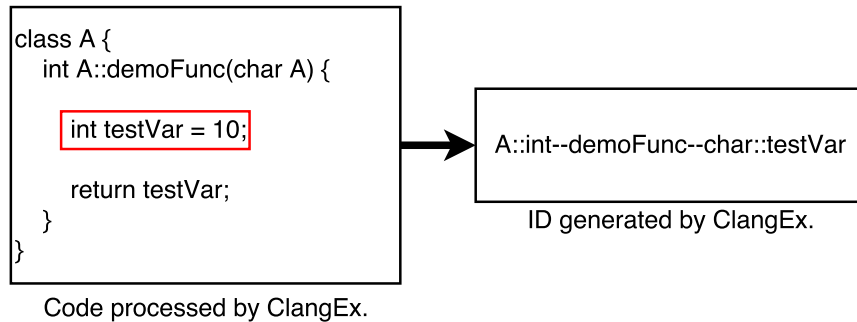 class A {
int A::demoFunc(char A) {
int testVar = 10;
return testVar;
}
}
Code processed by ClangEx.
A::int--demoFunc--char::testVar
ID generated by ClangEx.